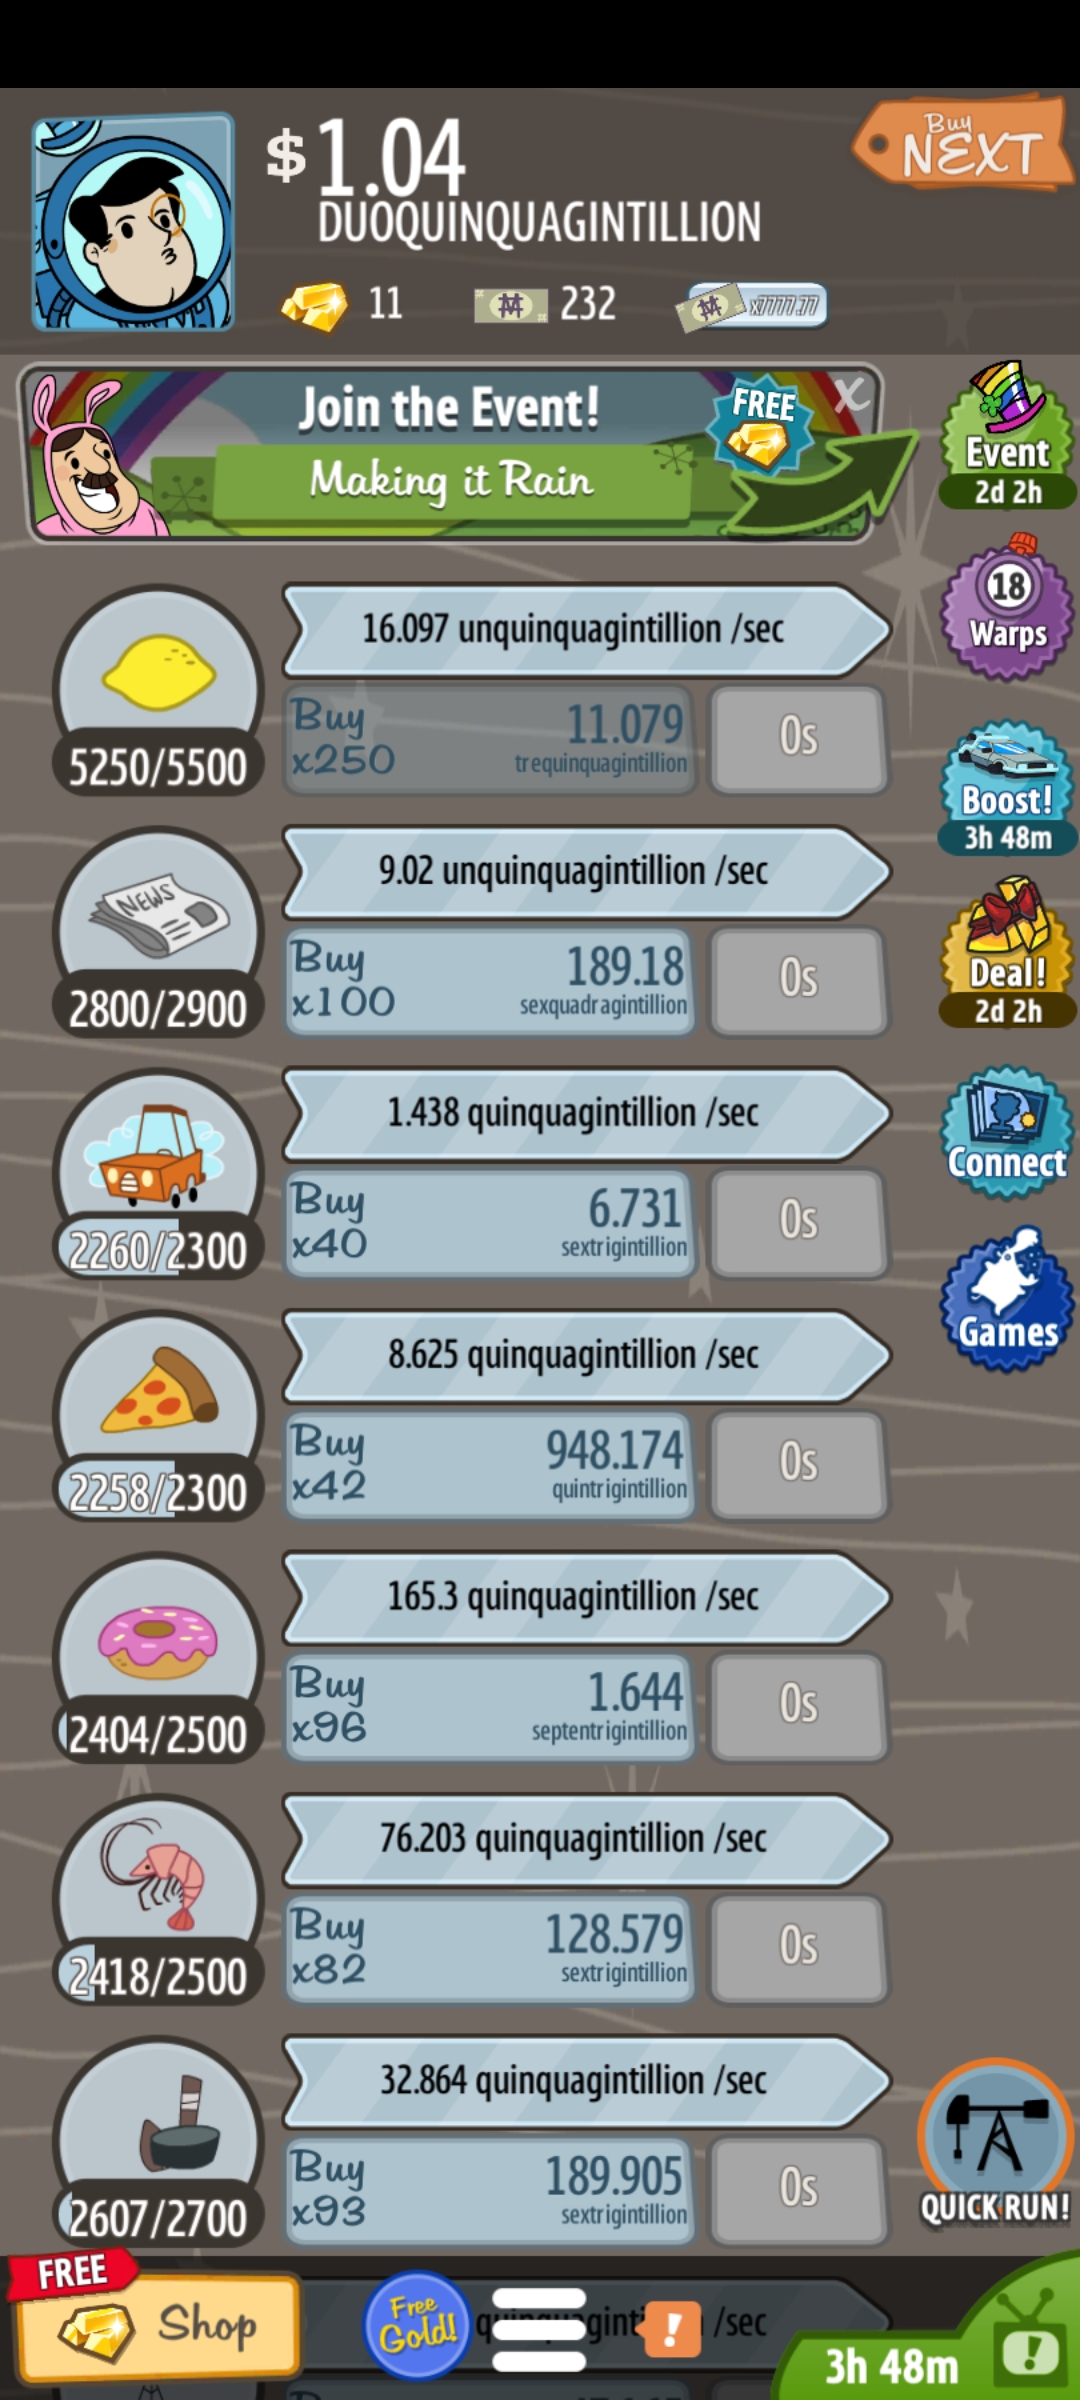 $1.04
DUOQUINQUAGINTILLION
Buy
NEXT
11
232
x7777.77
Join the Event!
Making it Rain
FREE
X
Event
2d 2h
16.097 unquinquagintillion /sec
Buy
x250
11.079
trequinquagintillion
0s
5250/5500
18
Warps
9.02 unquinquagintillion /sec
NEWS
Buy
x100
189.18
sexquadragintillion
0s
2800/2900
Boost!
3h 48m
Deal!
2d 2h
1.438 quinquagintillion /sec
Buy
x40
6.731
sextrigintillion
0s
2260/2300
Connect
8.625 quinquagintillion /sec
Buy
x42
948.174
quintrigintillion
0s
2258/2300
Games
165.3 quinquagintillion /sec
Buy
x96
1.644
septentrigintillion
0s
2404/2500
76.203 quinquagintillion /sec
Buy
x82
128.579
sextrigintillion
0s
2418/2500
32.864 quinquagintillion /sec
Buy
x93
189.905
sextrigintillion
0s
2607/2700
QUICK RUN!
FREE
Shop
Free
Gold!
!
/sec
3h 48m
!